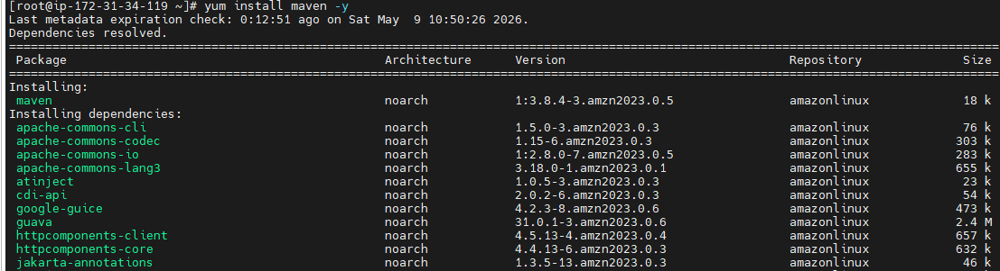 [root@ip-172-31-34-119 ~]# yum install maven -y
Last metadata expiration check: 0:12:51 ago on Sat May  9 10:50:26 2026.
Dependencies resolved.
================================================================================
Package Architecture Version Repository Size
================================================================================
Installing:
maven noarch 1:3.8.4-3.amzn2023.0.5 amazonlinux 18 k
Installing dependencies:
apache-commons-cli noarch 1.5.0-3.amzn2023.0.3 amazonlinux 76 k
apache-commons-codec noarch 1.15-6.amzn2023.0.3 amazonlinux 303 k
apache-commons-io noarch 1:2.8.0-7.amzn2023.0.5 amazonlinux 283 k
apache-commons-lang3 noarch 3.18.0-1.amzn2023.0.1 amazonlinux 655 k
atinject noarch 1.0.5-3.amzn2023.0.3 amazonlinux 23 k
cdi-api noarch 2.0.2-6.amzn2023.0.3 amazonlinux 54 k
google-guice noarch 4.2.3-8.amzn2023.0.6 amazonlinux 473 k
guava noarch 31.0.1-3.amzn2023.0.6 amazonlinux 2.4 M
httpcomponents-client noarch 4.5.13-4.amzn2023.0.4 amazonlinux 657 k
httpcomponents-core noarch 4.4.13-6.amzn2023.0.3 amazonlinux 632 k
jakarta-annotations noarch 1.3.5-13.amzn2023.0.3 amazonlinux 46 k